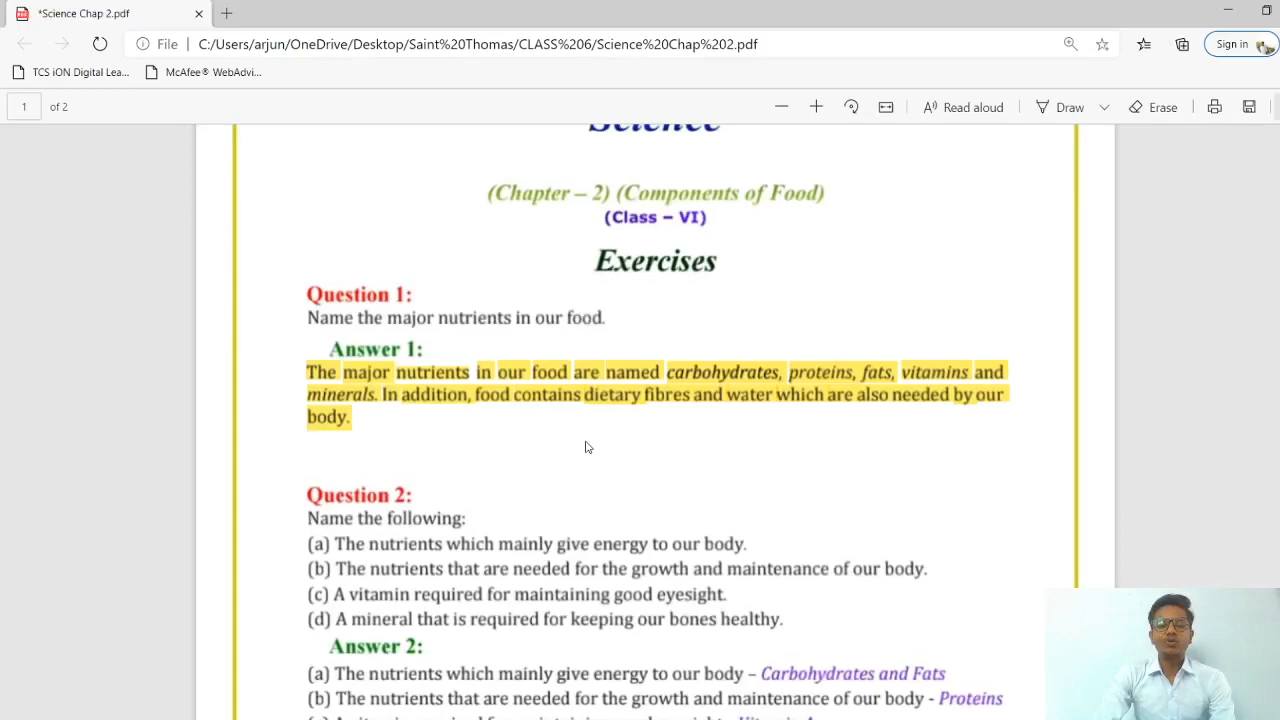 *Science Chap 2.pdf
File C:/Users/arjun/OneDrive/Desktop/Saint%20Thomas/CLASS%206/Science%20Chap%202.pdf Sign in
TCS iON Digital Lea... McAfee® WebAdvi...
1 of 2 Read aloud Draw Erase
Science
(Chapter – 2) (Components of Food)
(Class – VI)
Exercises
Question 1:
Name the major nutrients in our food.
Answer 1:
The major nutrients in our food are named carbohydrates, proteins, fats, vitamins and
minerals. In addition, food contains dietary fibres and water which are also needed by our
body.
Question 2:
Name the following:
(a) The nutrients which mainly give energy to our body.
(b) The nutrients that are needed for the growth and maintenance of our body.
(c) A vitamin required for maintaining good eyesight.
(d) A mineral that is required for keeping our bones healthy.
Answer 2:
(a) The nutrients which mainly give energy to our body – Carbohydrates and Fats
(b) The nutrients that are needed for the growth and maintenance of our body - Proteins